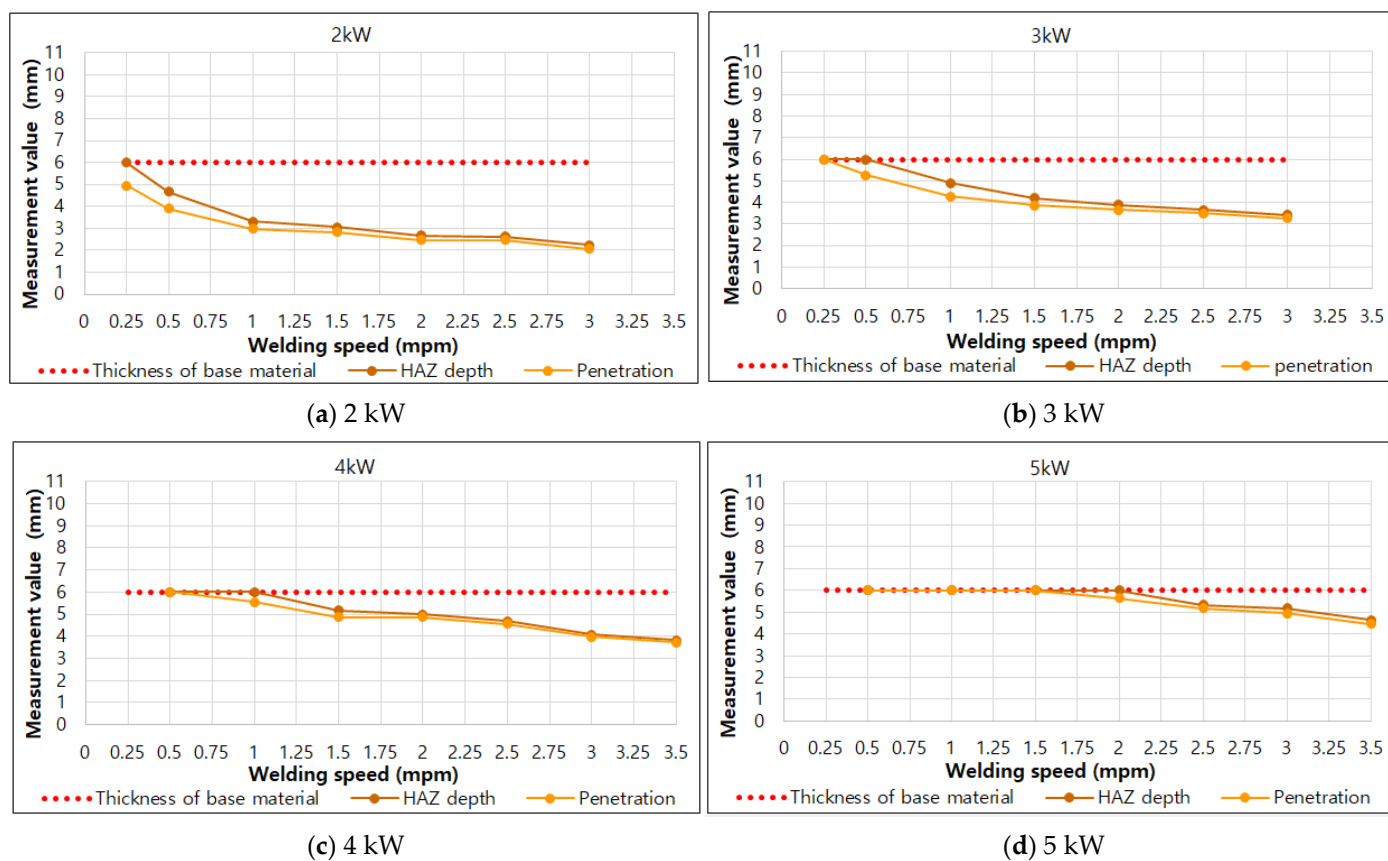 2kW
Measurement value (mm)
11
10
9
8
7
6
5
4
3
2
1
0
0 0.25 0.5 0.75 1 1.25 1.5 1.75 2 2.25 2.5 2.75 3 3.25 3.5
Welding speed (mpm)
Thickness of base material HAZ depth Penetration
(a) 2 kW
3kW
Measurement value (mm)
11
10
9
8
7
6
5
4
3
2
1
0
0 0.25 0.5 0.75 1 1.25 1.5 1.75 2 2.25 2.5 2.75 3 3.25 3.5
Welding speed (mpm)
Thickness of base material HAZ depth penetration
(b) 3 kW
4kW
Measurement value (mm)
11
10
9
8
7
6
5
4
3
2
1
0
0 0.25 0.5 0.75 1 1.25 1.5 1.75 2 2.25 2.5 2.75 3 3.25 3.5
Welding speed (mpm)
Thickness of base material HAZ depth Penetration
(c) 4 kW
5kW
Measurement value (mm)
11
10
9
8
7
6
5
4
3
2
1
0
0 0.25 0.5 0.75 1 1.25 1.5 1.75 2 2.25 2.5 2.75 3 3.25 3.5
Welding speed (mpm)
Thickness of base material HAZ depth Penetration
(d) 5 kW